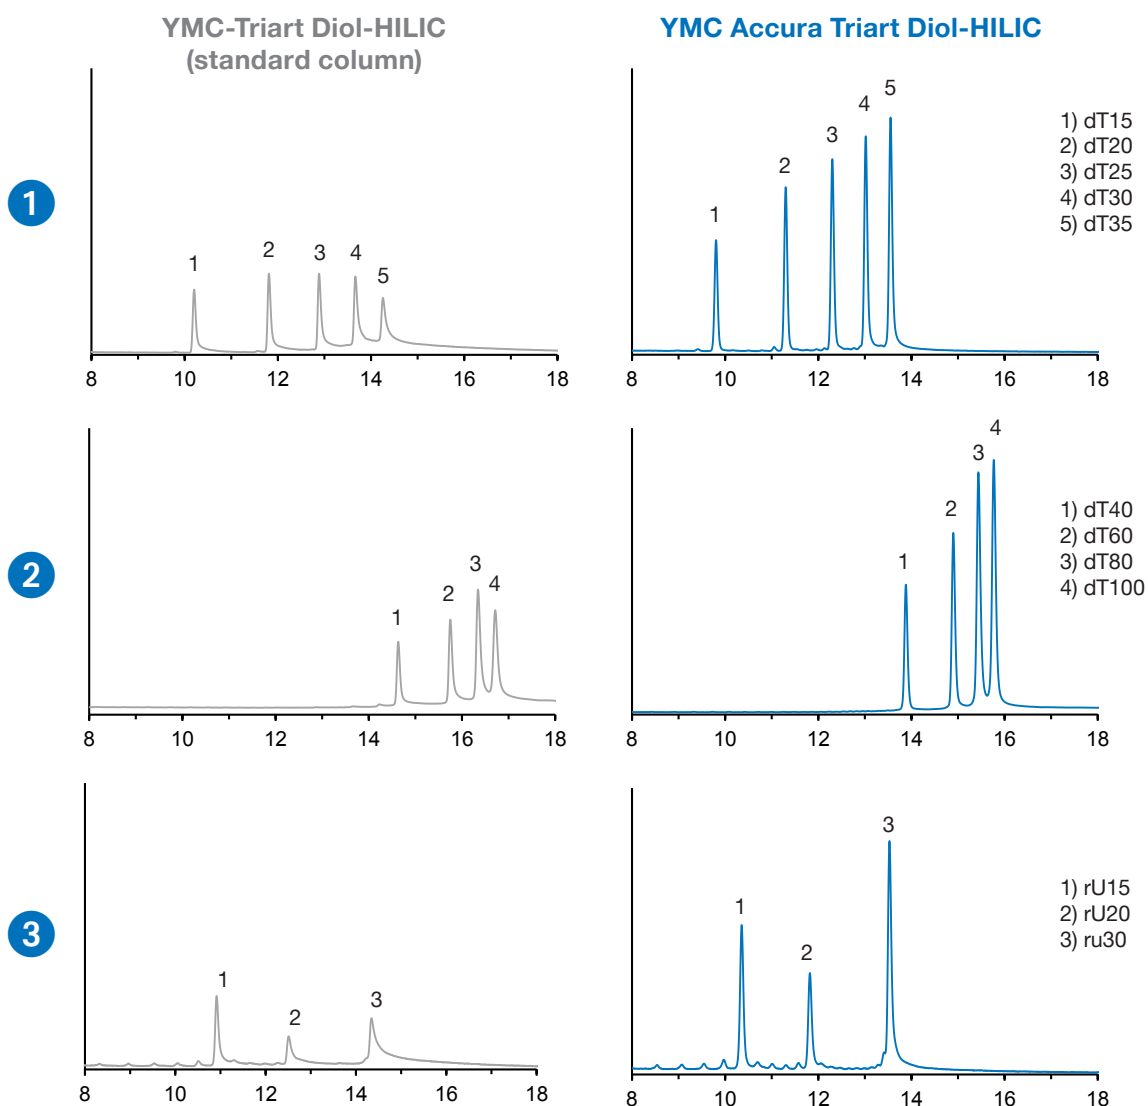 YMC-Triart Diol-HILIC
(standard column)
YMC Accura Triart Diol-HILIC
1
1
2
3
4
5
8 10 12 14 16 18
1
2
3
4
5
8 10 12 14 16 18
1) dT15
2) dT20
3) dT25
4) dT30
5) dT35
2
1
2
3
4
8 10 12 14 16 18
1
2
3
4
8 10 12 14 16 18
1) dT40
2) dT60
3) dT80
4) dT100
3
1
2
3
8 10 12 14 16 18
1
2
3
8 10 12 14 16 18
1) rU15
2) rU20
3) ru30